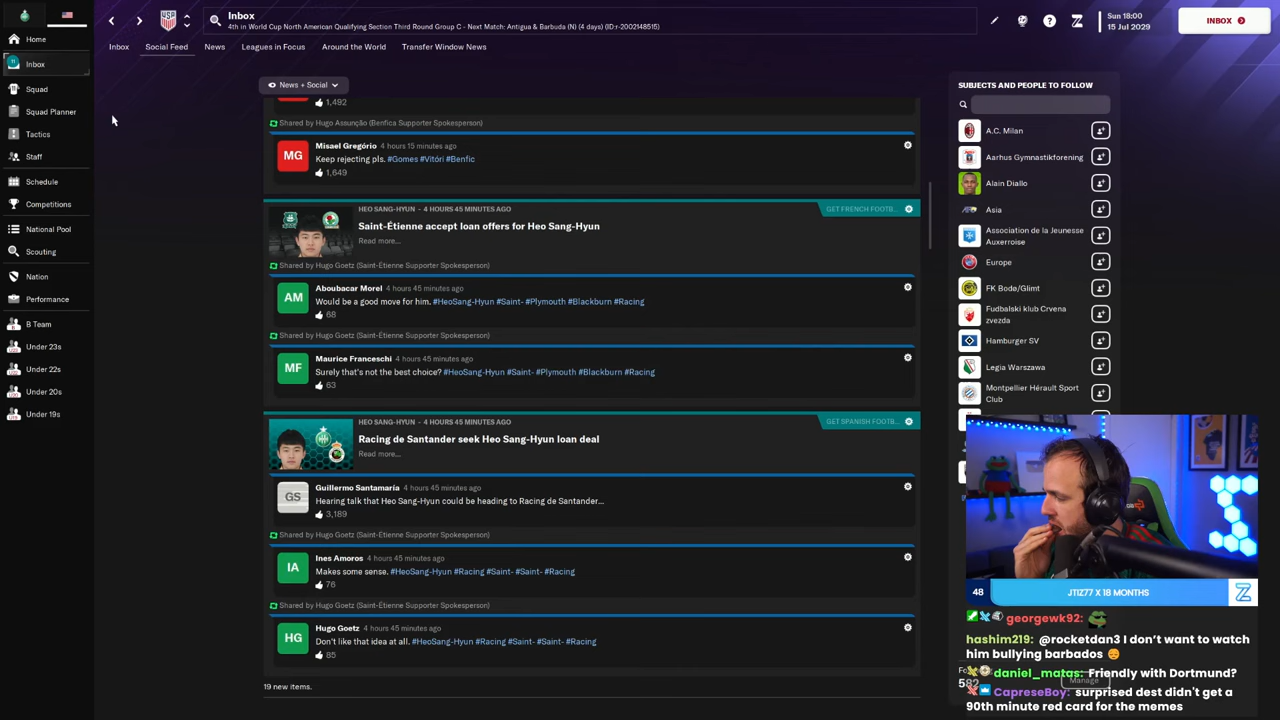 Inbox
4th in World Cup North American Qualifying Section Third Round Group C - Next Match: Antigua & Barbuda (N) (4 days) (ID:r-2002148515)
Sun 18:00
15 Jul 2029
INBOX
Home
Inbox
Squad
Squad Planner
Tactics
Staff
Schedule
Competitions
National Pool
Scouting
Nation
Performance
B Team
Under 23s
Under 22s
Under 20s
Under 19s
Inbox
Social Feed
News
Leagues in Focus
Around the World
Transfer Window News
News + Social
1,492
Shared by Hugo Assunção (Benfica Supporter Spokesperson)
MG
Misael Gregório 4 hours 15 minutes ago
Keep rejecting pls. #Gomes #Vitóri #Benfic
1,649
HEO SANG-HYUN - 4 HOURS 45 MINUTES AGO
GET FRENCH FOOTB...
Saint-Étienne accept loan offers for Heo Sang-Hyun
Read more...
Shared by Hugo Goetz (Saint-Étienne Supporter Spokesperson)
AM
Aboubacar Morel 4 hours 45 minutes ago
Would be a good move for him. #HeoSang-Hyun #Saint- #Plymouth #Blackburn #Racing
68
Shared by Hugo Goetz (Saint-Étienne Supporter Spokesperson)
MF
Maurice Franceschi 4 hours 45 minutes ago
Surely that's not the best choice? #HeoSang-Hyun #Saint- #Plymouth #Blackburn #Racing
63
HEO SANG-HYUN - 4 HOURS 45 MINUTES AGO
GET SPANISH FOOTB...
Racing de Santander seek Heo Sang-Hyun loan deal
Read more...
GS
Guillermo Santamaría 4 hours 45 minutes ago
Hearing talk that Heo Sang-Hyun could be heading to Racing de Santander...
3,189
Shared by Hugo Goetz (Saint-Étienne Supporter Spokesperson)
IA
Ines Amoros 4 hours 45 minutes ago
Makes some sense. #HeoSang-Hyun #Racing #Saint- #Saint- #Racing
76
Shared by Hugo Goetz (Saint-Étienne Supporter Spokesperson)
HG
Hugo Goetz 4 hours 45 minutes ago
Don't like that idea at all. #HeoSang-Hyun #Racing #Saint- #Saint- #Racing
85
19 new items.
SUBJECTS AND PEOPLE TO FOLLOW
A.C. Milan
Aarhus Gymnastikforening
Alain Diallo
Asia
Association de la Jeunesse
Auxerroise
Europe
FK Bodø/Glimt
Fudbalski klub Crvena
zvezda
Hamburger SV
Legia Warszawa
Montpellier Hérault Sport
Club
48
JT1Z77 X 18 MONTHS
georgewk92:
hashim219: @rocketdan3 I don't want to watch
him bullying barbados
daniel_matas: Friendly with Dortmund?
582
Manage
CapreseBoy: surprised dest didn't get a
90th minute red card for the memes